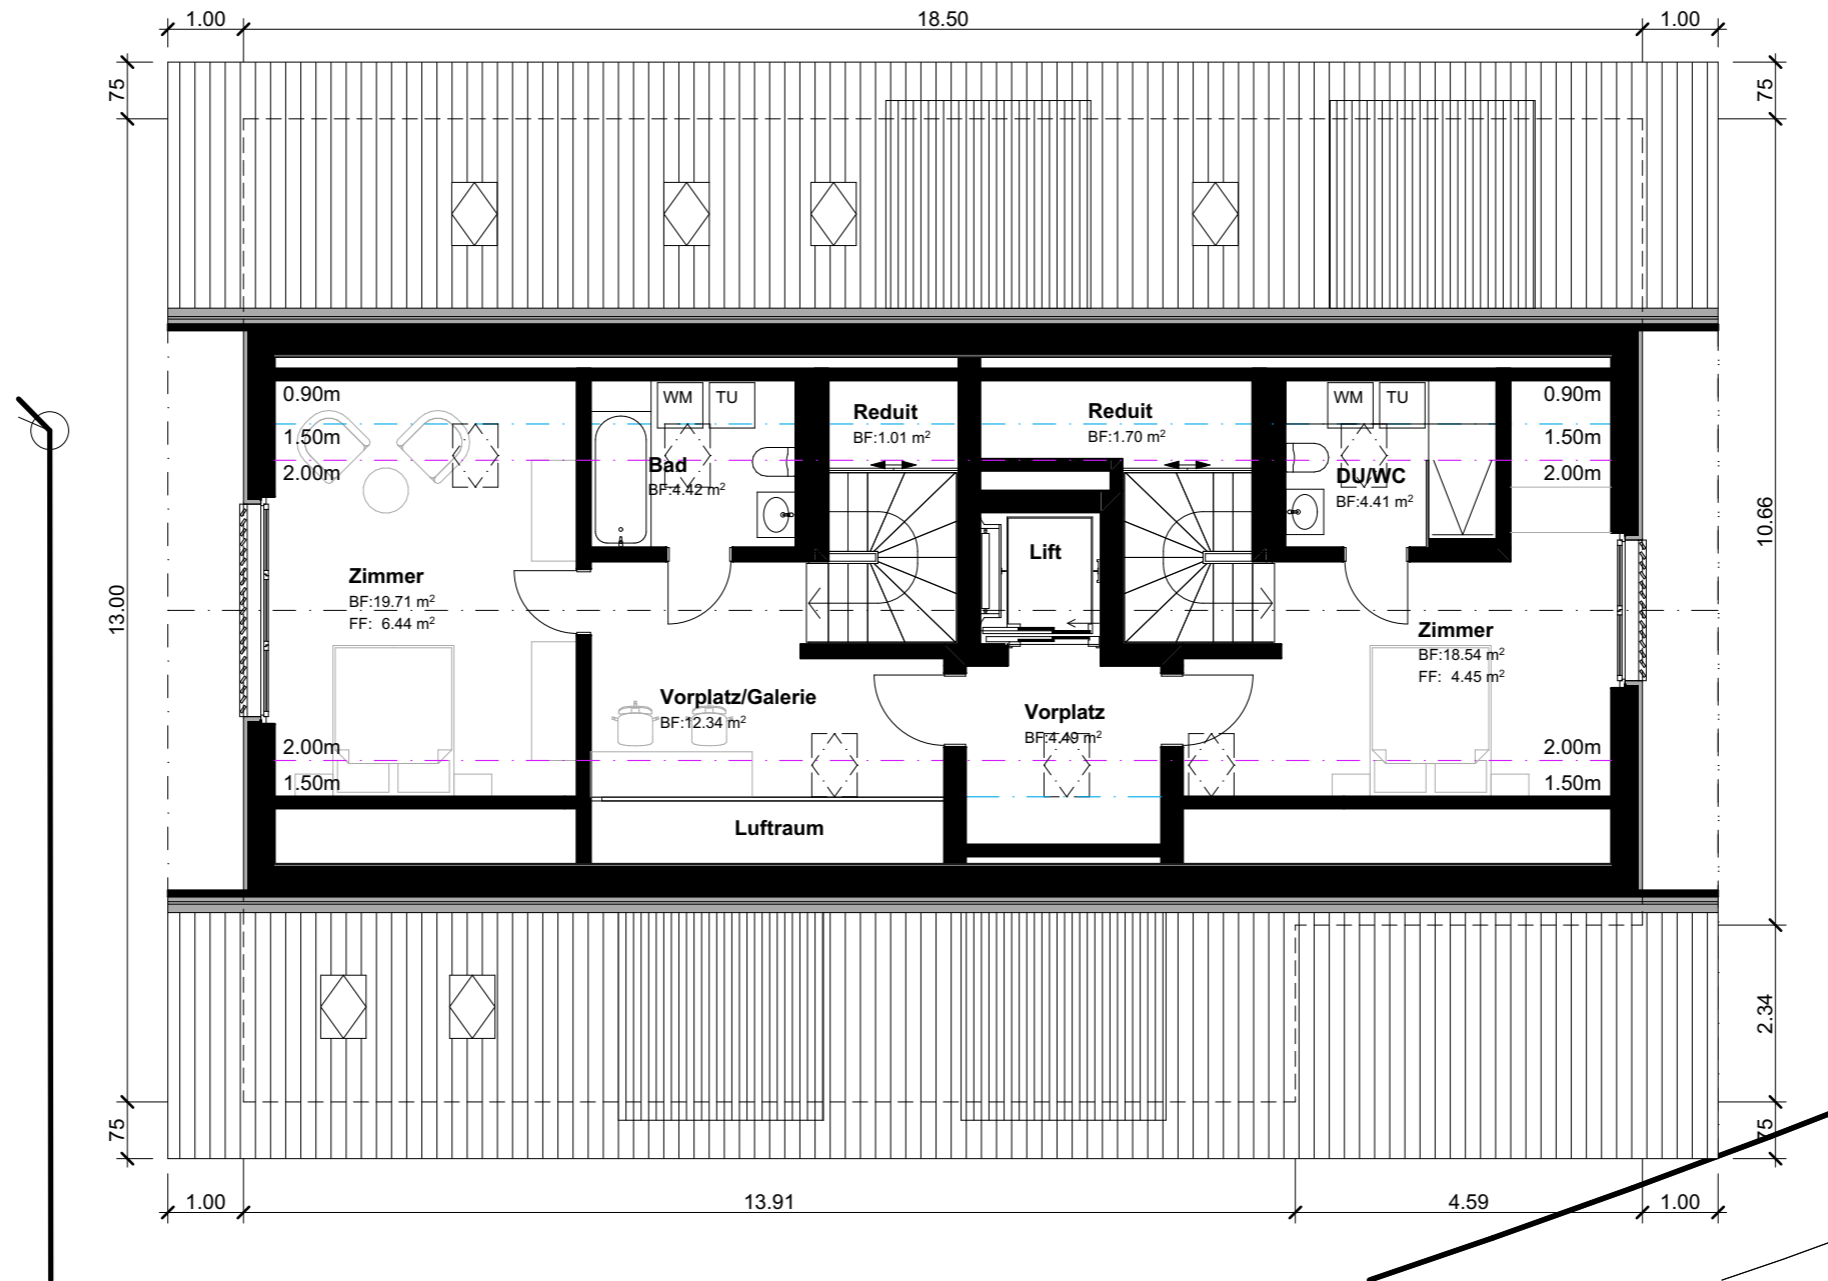 1.00
18.50
1.00
75
75
0.90m
1.50m
2.00m
WM
TU
Bad
BF:4.42 m²
Reduit
BF:1.01 m²
Reduit
BF:1.70 m²
WM
TU
DU/WC
BF:4.41 m²
0.90m
1.50m
2.00m
10.66
13.00
Lift
Zimmer
BF:19.71 m²
FF: 6.44 m²
Zimmer
BF:18.54 m²
FF: 4.45 m²
Vorplatz/Galerie
BF:12.34 m²
Vorplatz
BF:4.49 m²
2.00m
1.50m
2.00m
1.50m
Luftraum
2.34
75
75
1.00
13.91
4.59
1.00